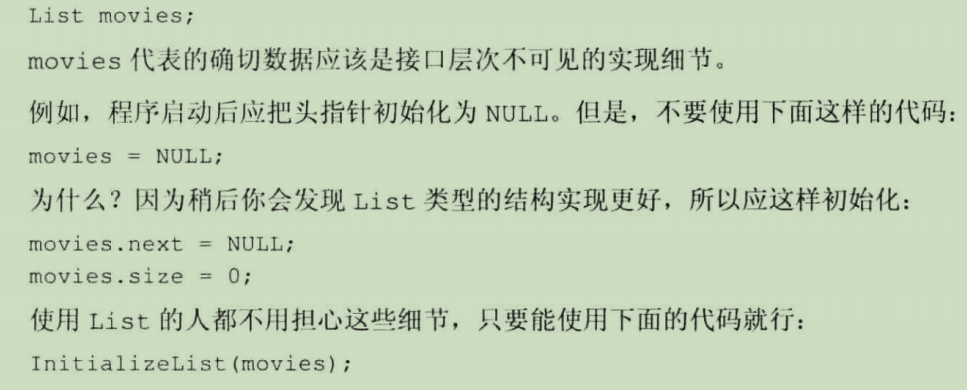 List movies;
movies 代表的确切数据应该是接口层次不可见的实现细节。
例如，程序启动后应把头指针初始化为 NULL。但是，不要使用下面这样的代码：
movies = NULL;
为什么？因为稍后你会发现 List 类型的结构实现更好，所以应这样初始化：
movies.next = NULL;
movies.size = 0;
使用 List 的人都不用担心这些细节，只要能使用下面的代码就行：
InitializeList(movies);